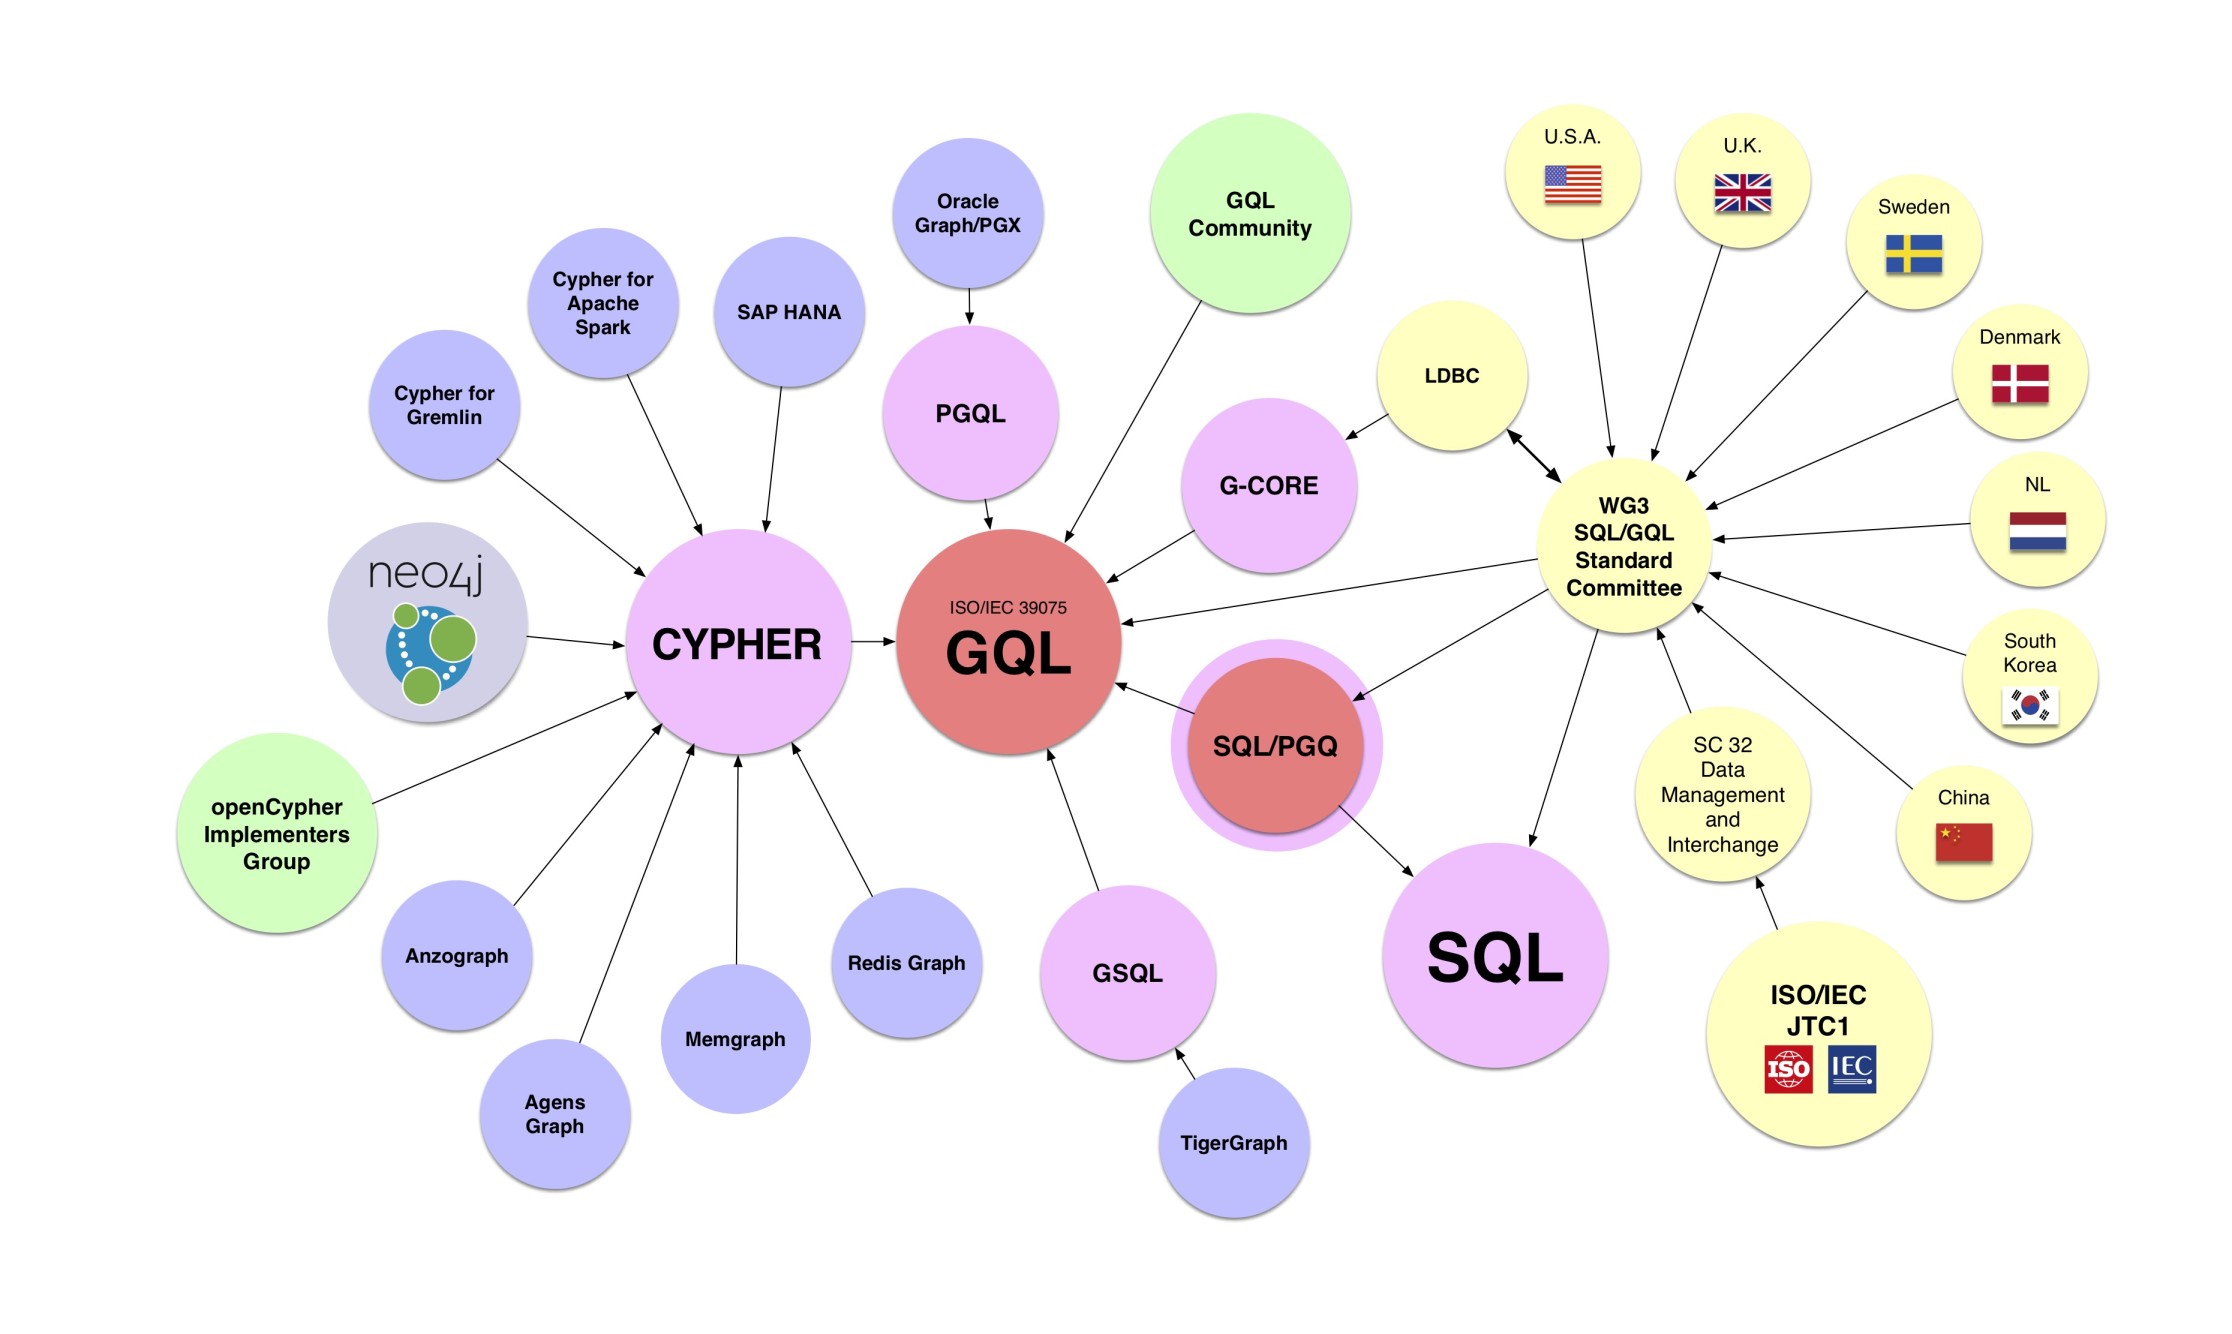 U.S.A.
U.K.
Sweden
Denmark
NL
South
Korea
China
Oracle
Graph/PGX
GQL
Community
Cypher for
Apache
Spark
SAP HANA
Cypher for
Gremlin
PGQL
LDBC
G-CORE
WG3
SQL/GQL
Standard
Committee
neo4j
CYPHER
ISO/IEC 39075
GQL
SQL/PGQ
SC 32
Data
Management
and
Interchange
openCypher
Implementers
Group
Anzograph
Redis Graph
GSQL
SQL
ISO/IEC
JTC1
ISO
IEC
Memgraph
Agens
Graph
TigerGraph